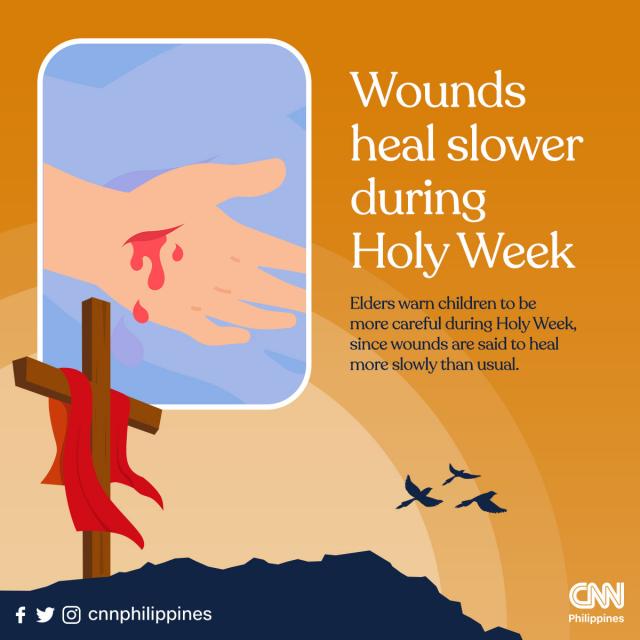 Wounds
heal slower
during
Holy Week
Elders warn children to be
more careful during Holy Week,
since wounds are said to heal
more slowly than usual.
cnnphilippines
CNN
Philippines